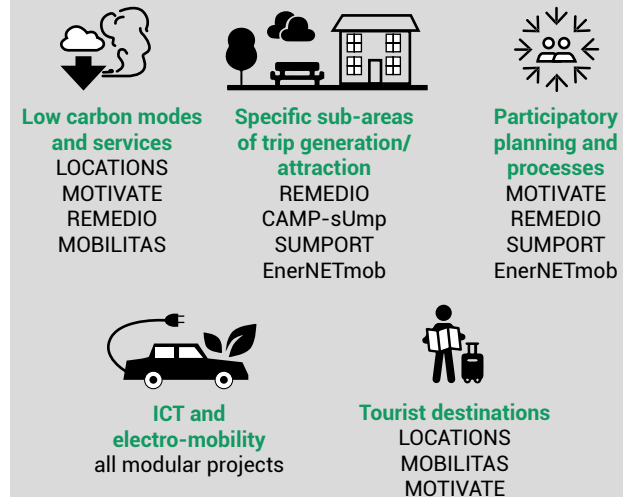 Low carbon modes
and services
LOCATIONS
MOTIVATE
REMEDIO
MOBILITAS
Specific sub-areas
of trip generation/
attraction
REMEDIO
CAMP-sUmp
SUMPORT
EnerNETmob
Participatory
planning and
processes
MOTIVATE
REMEDIO
SUMPORT
EnerNETmob
ICT and
electro-mobility
all modular projects
Tourist destinations
LOCATIONS
MOBILITAS
MOTIVATE